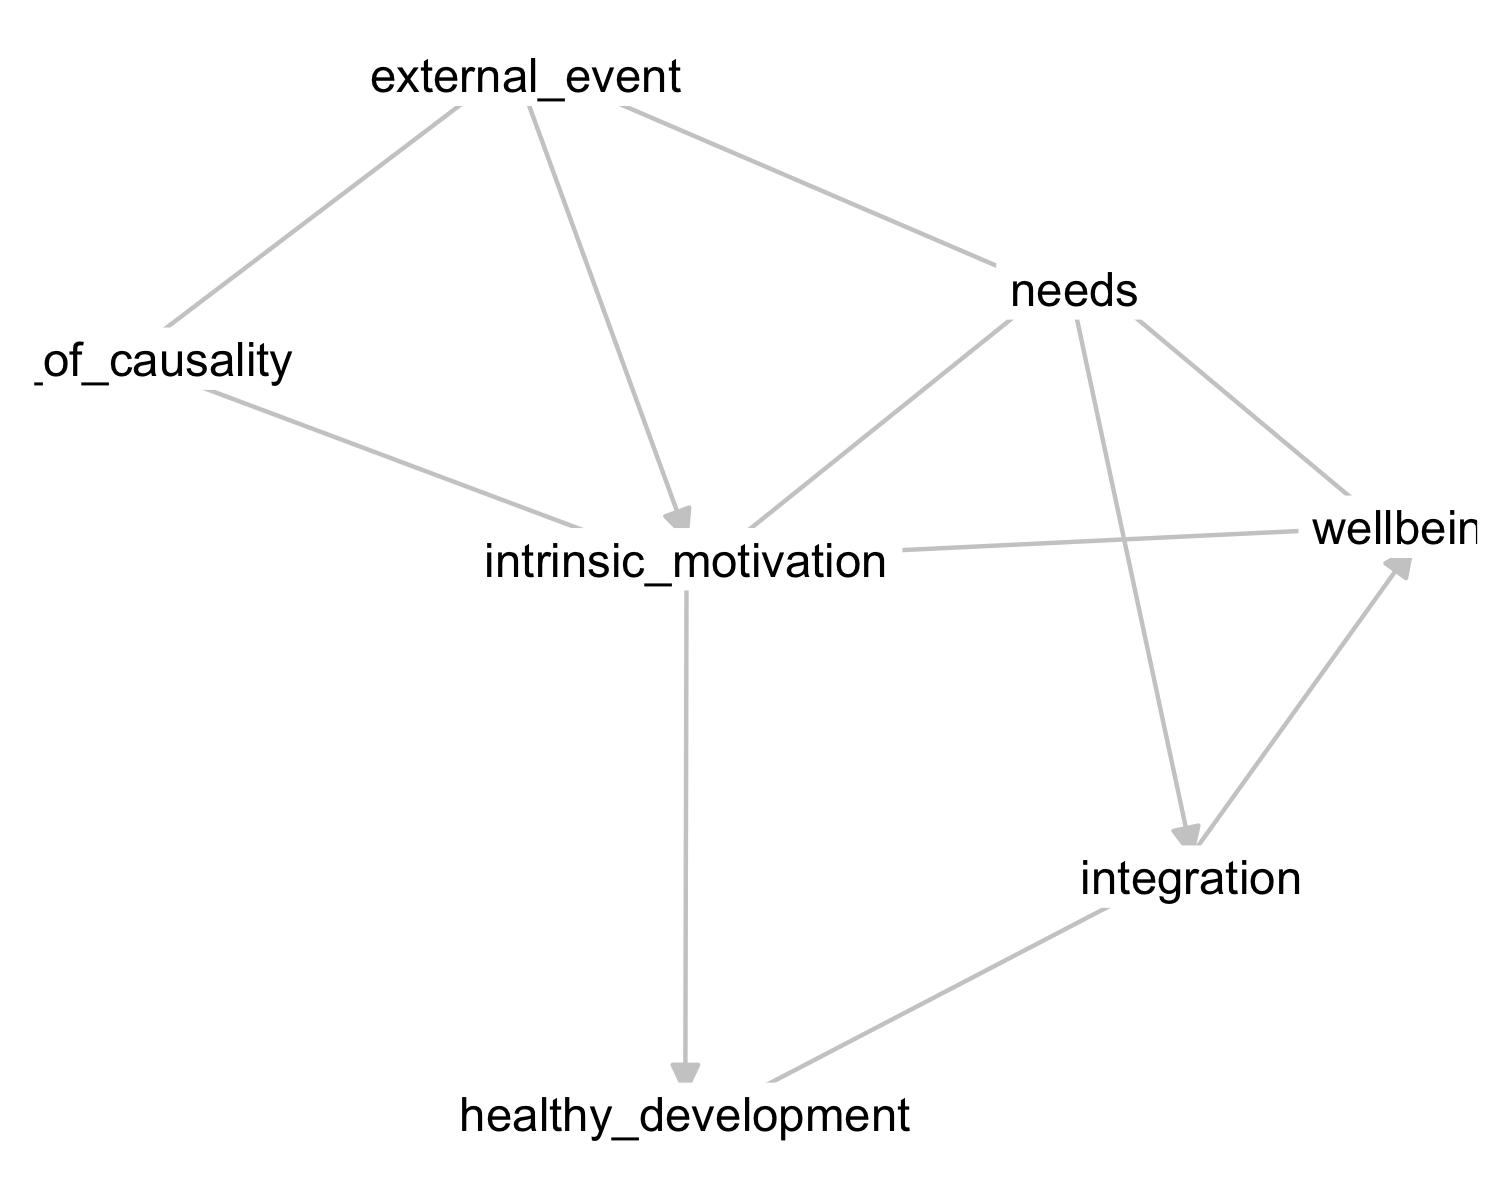 external_event
needs
_of_causality
wellbein
intrinsic_motivation
integration
healthy_development